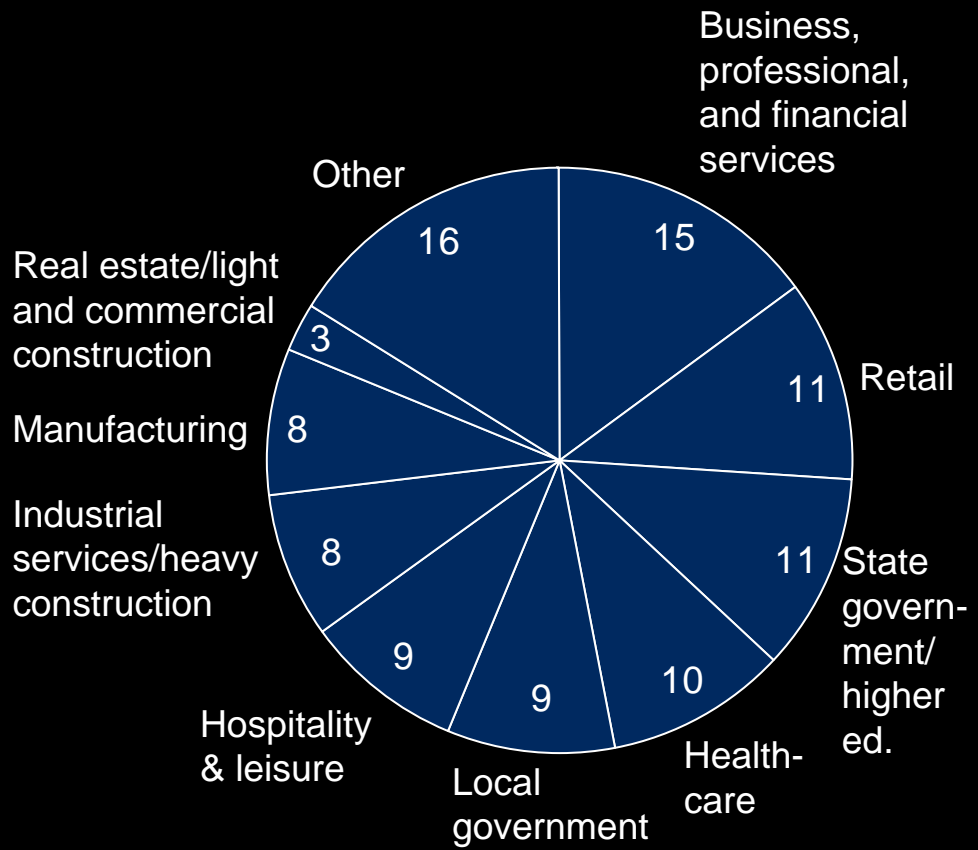 Business,
professional,
and financial
services
15
Retail
11
State
govern-
ment/
higher
ed.
11
Health-
care
10
Local
government
9
Hospitality
& leisure
9
Industrial
services/heavy
construction
8
Manufacturing
8
Real estate/light
and commercial
construction
3
Other
16